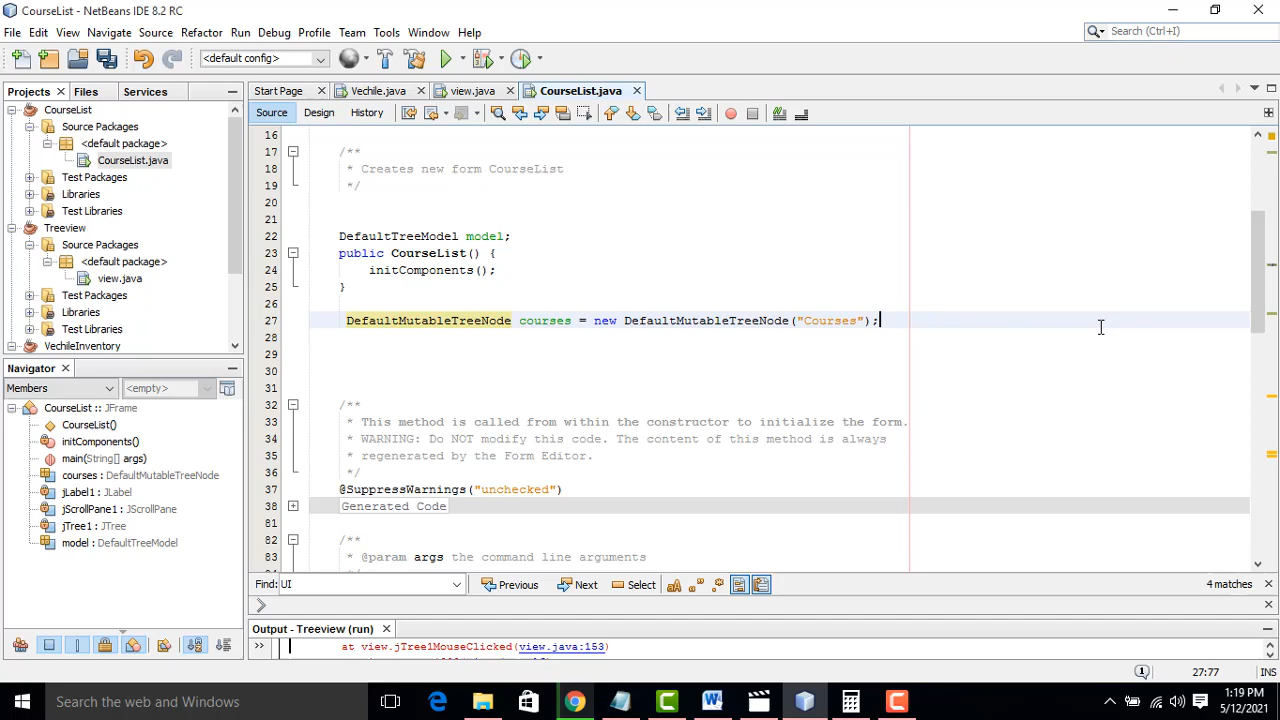 CourseList - NetBeans IDE 8.2 RC
File Edit View Navigate Source Refactor Run Debug Profile Team Tools Window Help
Search (Ctrl+I)
<default config>
Projects Files Services
Start Page Vechile.java view.java CourseList.java
Source Design History
CourseList
Source Packages
<default package>
CourseList.java
Test Packages
Libraries
Test Libraries
Treeview
Source Packages
<default package>
view.java
Test Packages
Libraries
Test Libraries
VechileInventory
Navigator
Members <empty>
CourseList :: JFrame
CourseList()
initComponents()
main(String[] args)
courses : DefaultMutableTreeNode
jLabel1 : JLabel
jScrollPane1 : JScrollPane
jTree1 : JTree
model : DefaultTreeModel
16
17 /**
18 * Creates new form CourseList
19 */
20
21
22 DefaultTreeModel model;
23 public CourseList() {
24 initComponents();
25 }
26
27 DefaultMutableTreeNode courses = new DefaultMutableTreeNode("Courses");
28
29
30
31
32 /**
33 * This method is called from within the constructor to initialize the form.
34 * WARNING: Do NOT modify this code. The content of this method is always
35 * regenerated by the Form Editor.
36 */
37 @SuppressWarnings("unchecked")
38 Generated Code
81
82 /**
83 * @param args the command line arguments
Find: UI Previous Next Select 4 matches
Output - Treeview (run)
at view.jTree1MouseClicked(view.java:153)
27:77 INS
Search the web and Windows
1:19 PM
5/12/2021